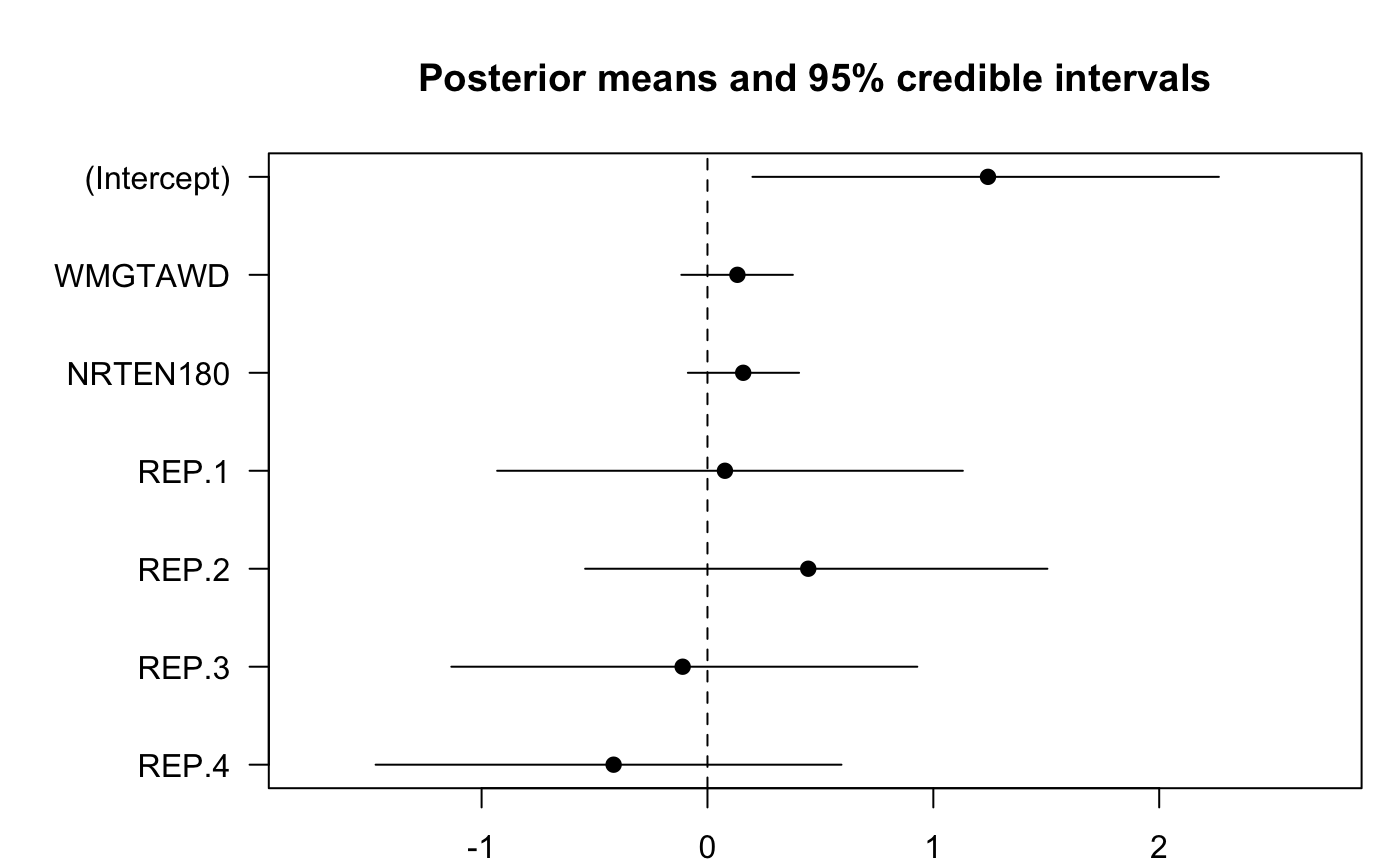 Posterior means and 95% credible intervals
(Intercept)
WMGTAWD
NRTEN180
REP.1
REP.2
REP.3
REP.4
-1 0 1 2